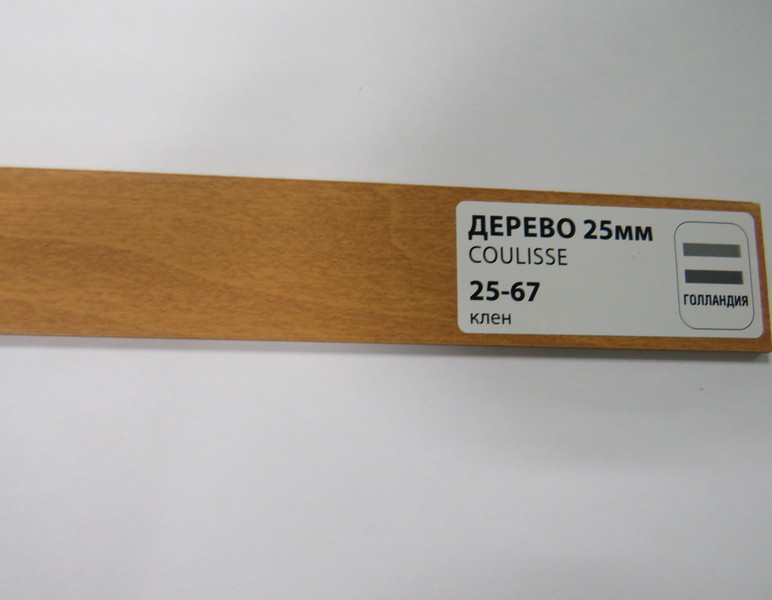 ДЕРЕВО 25мм
COULISSE
25-67
клен
ГОЛЛАНДИЯ